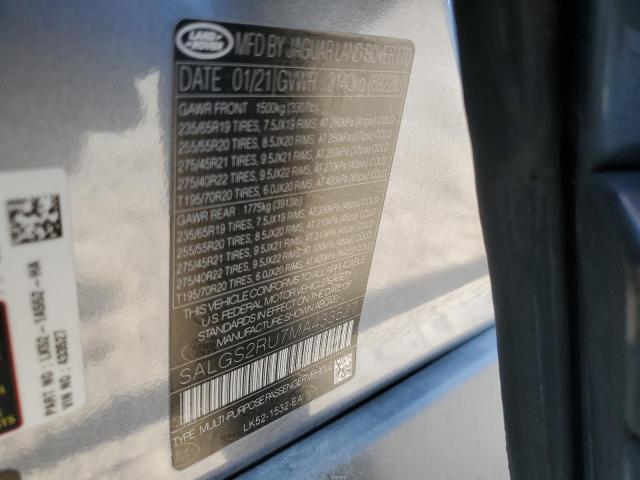 LAND ROVER
MFD BY JAGUAR LAND ROVER LTD
DATE 01/21 GVWR 3140kg (6922lb)
GAWR FRONT 1500kg (3307lb)
235/65R19 TIRES, 7.5JX19 RIMS, AT 280kPa (41psi) COLD
255/55R20 TIRES, 8.5JX20 RIMS, AT 250kPa (37psi) COLD
275/45R21 TIRES, 9.5JX21 RIMS, AT 250kPa (37psi) COLD
275/40R22 TIRES, 9.5JX22 RIMS, AT 270kPa (40psi) COLD
T195/70R20 TIRES, 6.0JX20 RIMS, AT 420kPa (60psi) COLD
GAWR REAR 1775kg (3913lb)
235/65R19 TIRES, 7.5JX19 RIMS, AT 330kPa (48psi) COLD
255/55R20 TIRES, 8.5JX20 RIMS, AT 310kPa (45psi) COLD
275/45R21 TIRES, 9.5JX21 RIMS, AT 310kPa (45psi) COLD
275/40R22 TIRES, 9.5JX22 RIMS, AT 330kPa (48psi) COLD
T195/70R20 TIRES, 6.0JX20 RIMS, AT 420kPa (60psi) COLD
THIS VEHICLE CONFORMS TO ALL APPLICABLE
U.S. FEDERAL MOTOR VEHICLE SAFETY
STANDARDS IN EFFECT ON THE DATE OF
MANUFACTURE SHOWN ABOVE.
SALGS2RU7MA433527
TYPE: MULTI-PURPOSE PASSENGER VEHICLE
LK52-1532-EA
PART NO : LK52-1A562-HA
VIN NO : 433527